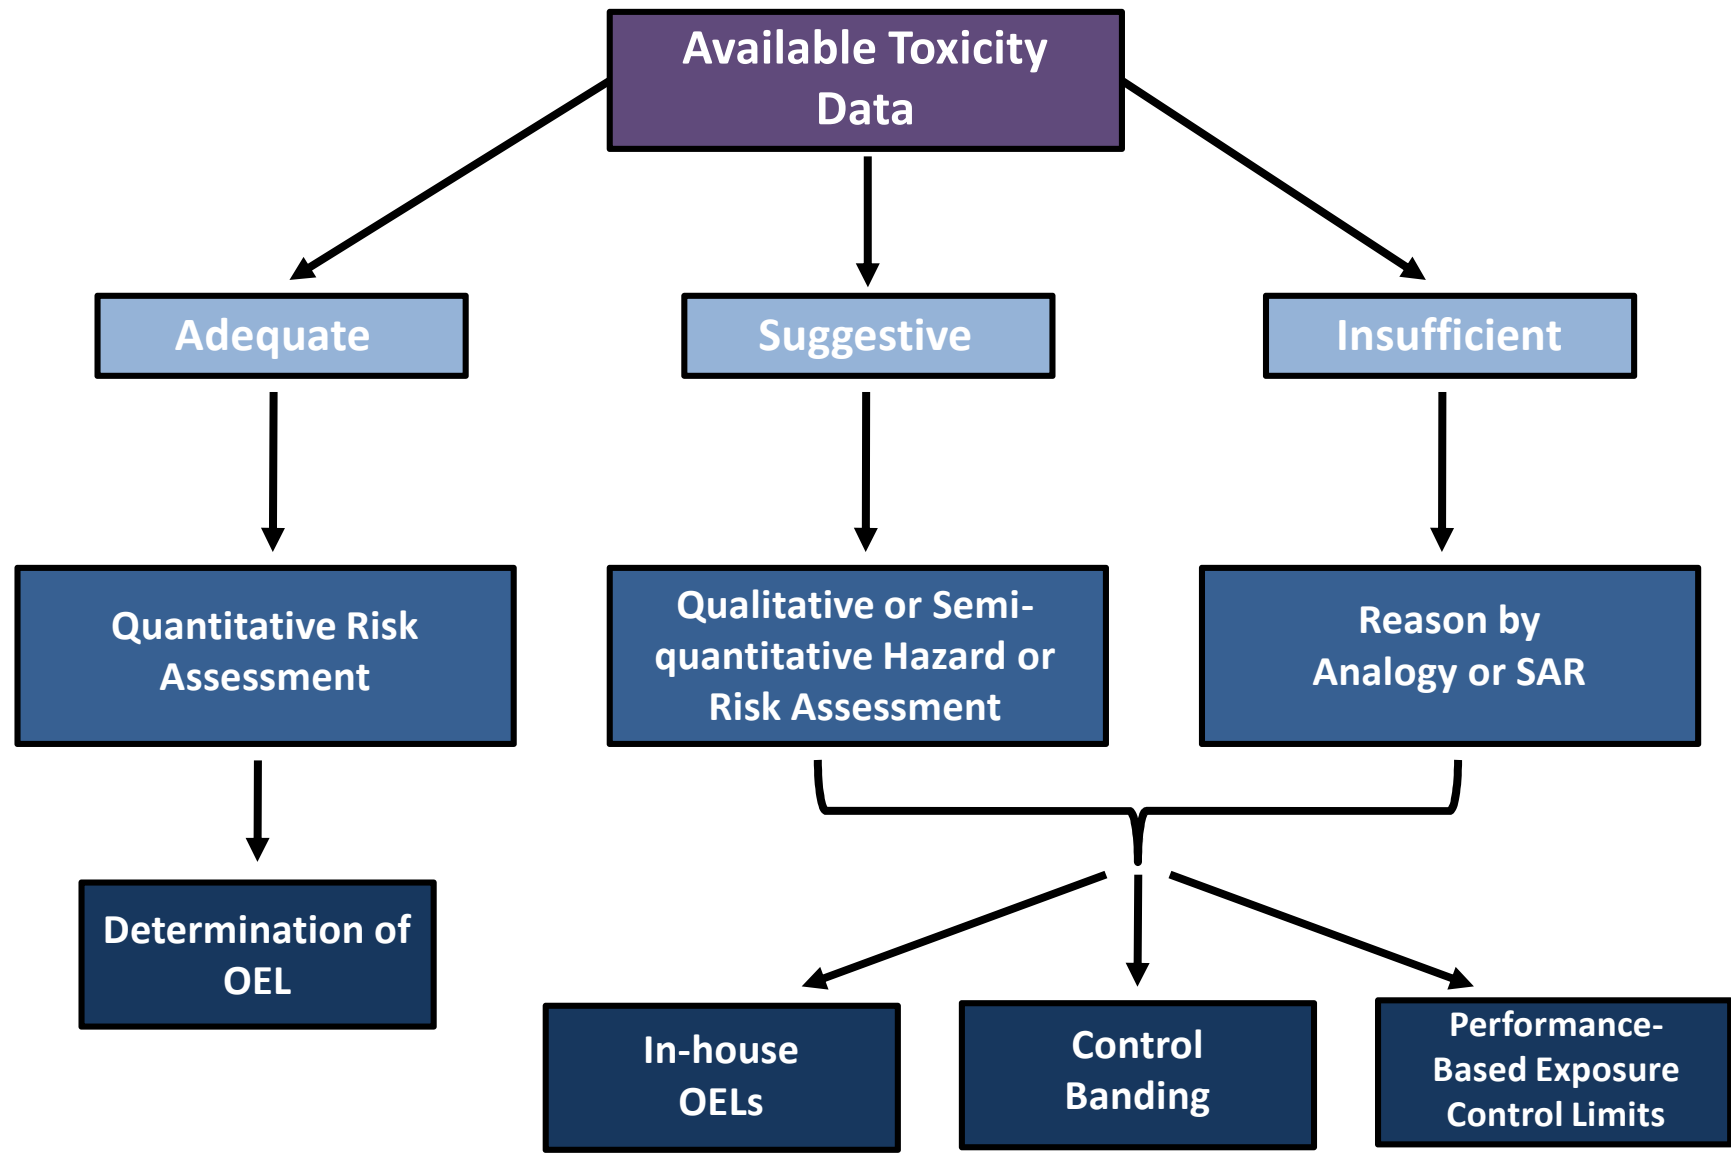 Available Toxicity
Data
Adequate
Suggestive
Insufficient
Quantitative Risk
Assessment
Qualitative or Semi-
quantitative Hazard or
Risk Assessment
Reason by
Analogy or SAR
Determination of
OEL
In-house
OELs
Control
Banding
Performance-
Based Exposure
Control Limits